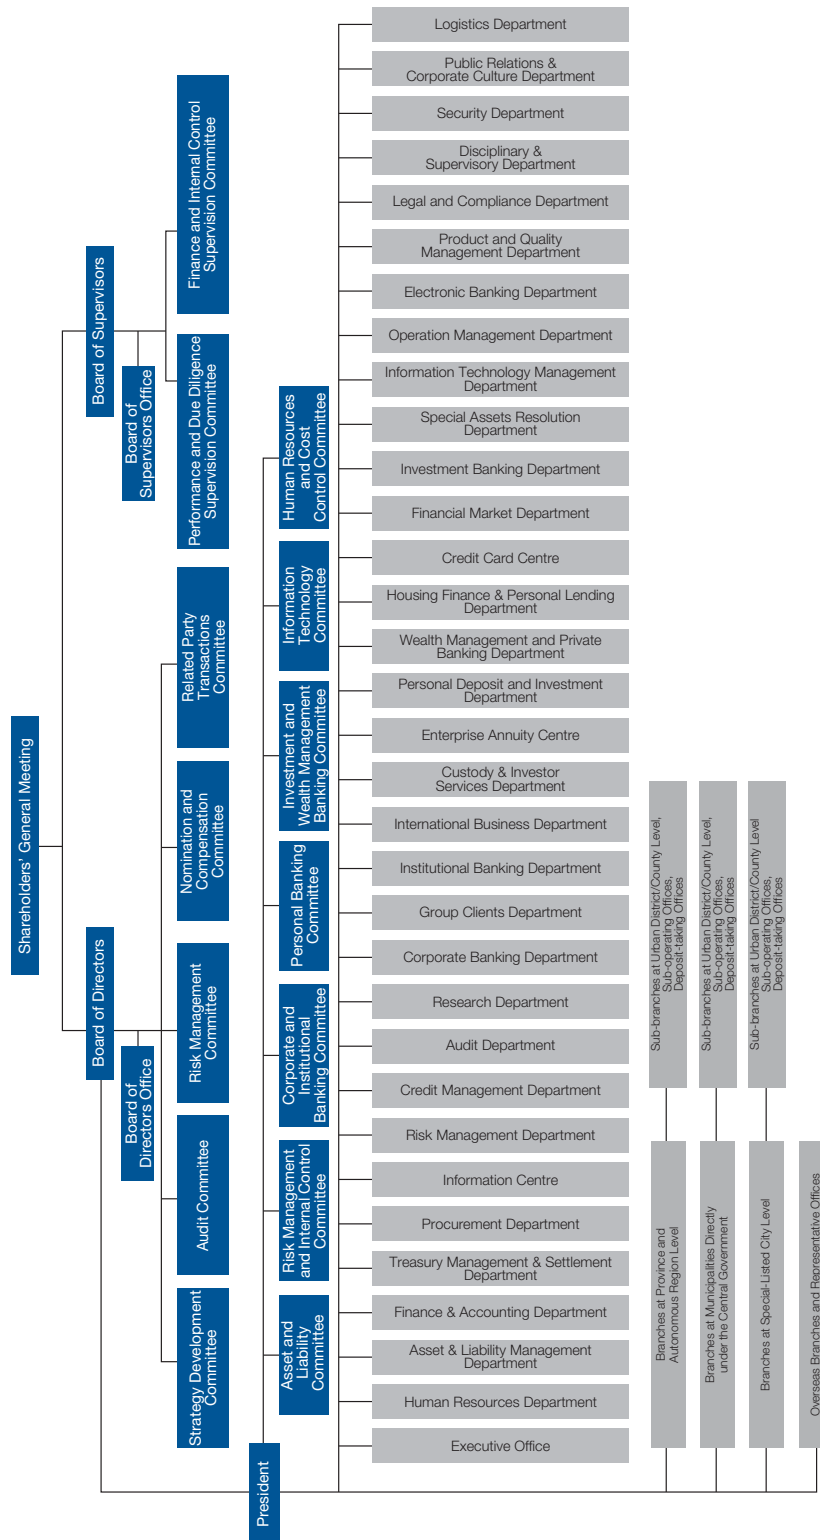 Shareholders' General Meeting
Board of Directors
Board of Supervisors
Board of
Directors Office
Board of
Supervisors Office
Strategy Development
Committee
Audit Committee
Risk Management
Committee
Nomination and
Compensation
Committee
Related Party
Transactions
Committee
Performance and Due Diligence
Supervision Committee
Finance and Internal Control
Supervision Committee
President
Asset and
Liability
Committee
Risk Management
and Internal Control
Committee
Corporate and
Institutional
Banking Committee
Personal Banking
Committee
Investment and
Wealth Management
Banking Committee
Information
Technology
Committee
Human Resources
and Cost
Control Committee
Logistics Department
Public Relations &
Corporate Culture Department
Security Department
Disciplinary &
Supervisory Department
Legal and Compliance Department
Product and Quality
Management Department
Electronic Banking Department
Operation Management Department
Information Technology Management
Department
Special Assets Resolution
Department
Investment Banking Department
Financial Market Department
Credit Card Centre
Housing Finance & Personal Lending
Department
Wealth Management and Private
Banking Department
Personal Deposit and Investment
Department
Enterprise Annuity Centre
Custody & Investor
Services Department
International Business Department
Institutional Banking Department
Group Clients Department
Corporate Banking Department
Research Department
Audit Department
Credit Management Department
Risk Management Department
Information Centre
Procurement Department
Treasury Management & Settlement
Department
Finance & Accounting Department
Asset & Liability Management
Department
Human Resources Department
Executive Office
Branches at Province and
Autonomous Region Level
Sub-branches at Urban District/County Level,
Sub-operating Offices,
Deposit-taking Offices
Branches at Municipalities Directly
under the Central Government
Sub-branches at Urban District/County Level,
Sub-operating Offices,
Deposit-taking Offices
Branches at Special-Listed City Level
Sub-branches at Urban District/County Level
Sub-operating Offices,
Deposit-taking Offices
Overseas Branches and Representative Offices